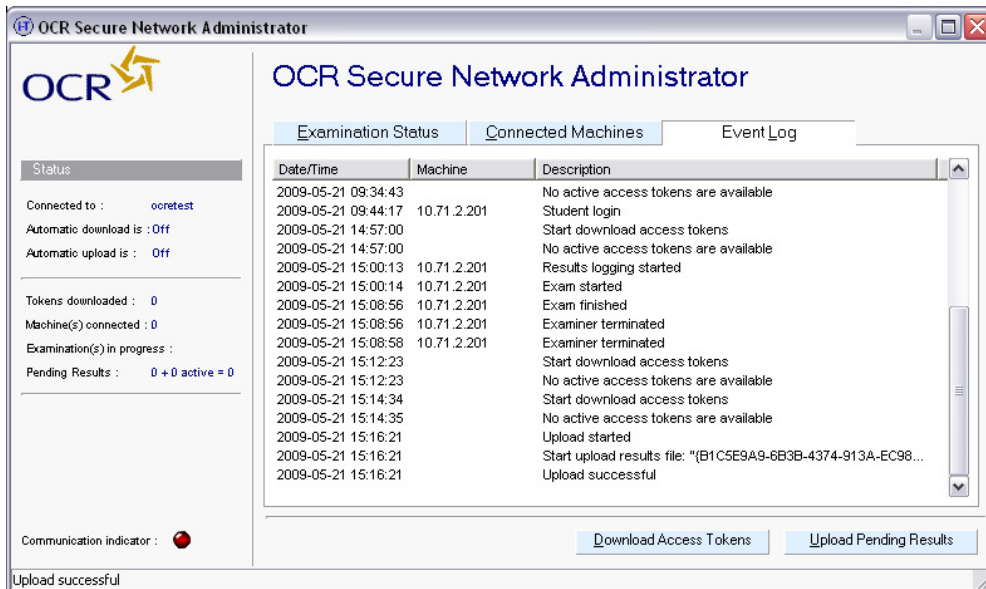 OCR Secure Network Administrator
OCR
OCR Secure Network Administrator
Examination Status Connected Machines Event Log
Status
Connected to : ocretest
Automatic download is : Off
Automatic upload is : Off
Tokens downloaded : 0
Machine(s) connected : 0
Examination(s) in progress :
Pending Results : 0 + 0 active = 0
Communication indicator :
Date/Time Machine Description
2009-05-21 09:34:43 No active access tokens are available
2009-05-21 09:44:17 10.71.2.201 Student login
2009-05-21 14:57:00 Start download access tokens
2009-05-21 14:57:00 No active access tokens are available
2009-05-21 15:00:13 10.71.2.201 Results logging started
2009-05-21 15:00:14 10.71.2.201 Exam started
2009-05-21 15:08:56 10.71.2.201 Exam finished
2009-05-21 15:08:56 10.71.2.201 Examiner terminated
2009-05-21 15:08:58 10.71.2.201 Examiner terminated
2009-05-21 15:12:23 Start download access tokens
2009-05-21 15:12:23 No active access tokens are available
2009-05-21 15:14:34 Start download access tokens
2009-05-21 15:14:35 No active access tokens are available
2009-05-21 15:16:21 Upload started
2009-05-21 15:16:21 Start upload results file: "{B1C5E9A9-6B3B-4374-913A-EC98...
2009-05-21 15:16:21 Upload successful
Download Access Tokens Upload Pending Results
Upload successful